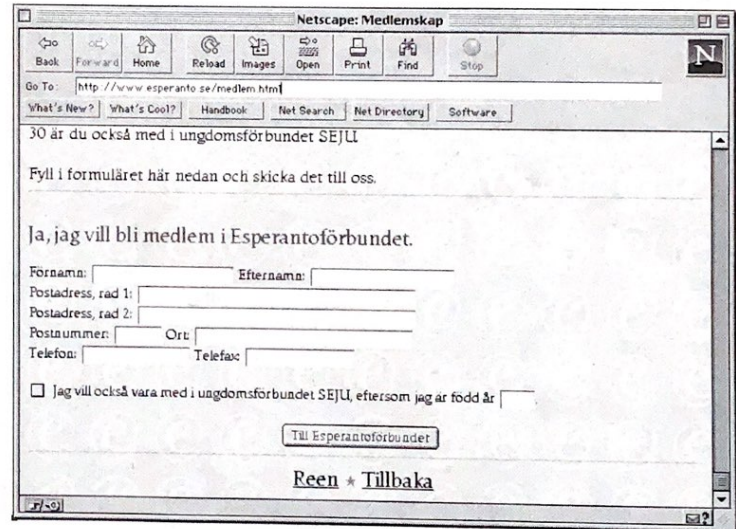 Netscape: Medlemskap
Back Forward Home Reload Images Open Print Find Stop
N
Go To: http://www.esperanto.se/medlem.html
What's New? What's Cool? Handbook Net Search Net Directory Software
30 är du också med i ungdomsförbundet SEJU.
Fyll i formuläret här nedan och skicka det till oss.
Ja, jag vill bli medlem i Esperantoförbundet.
Förnamn: Efternamn:
Postadress, rad 1:
Postadress, rad 2:
Postnummer: Ort:
Telefon: Telefax:
Jag vill också vara med i ungdomsförbundet SEJU, eftersom jag är född år
Till Esperantoförbundet
Reen * Tillbaka